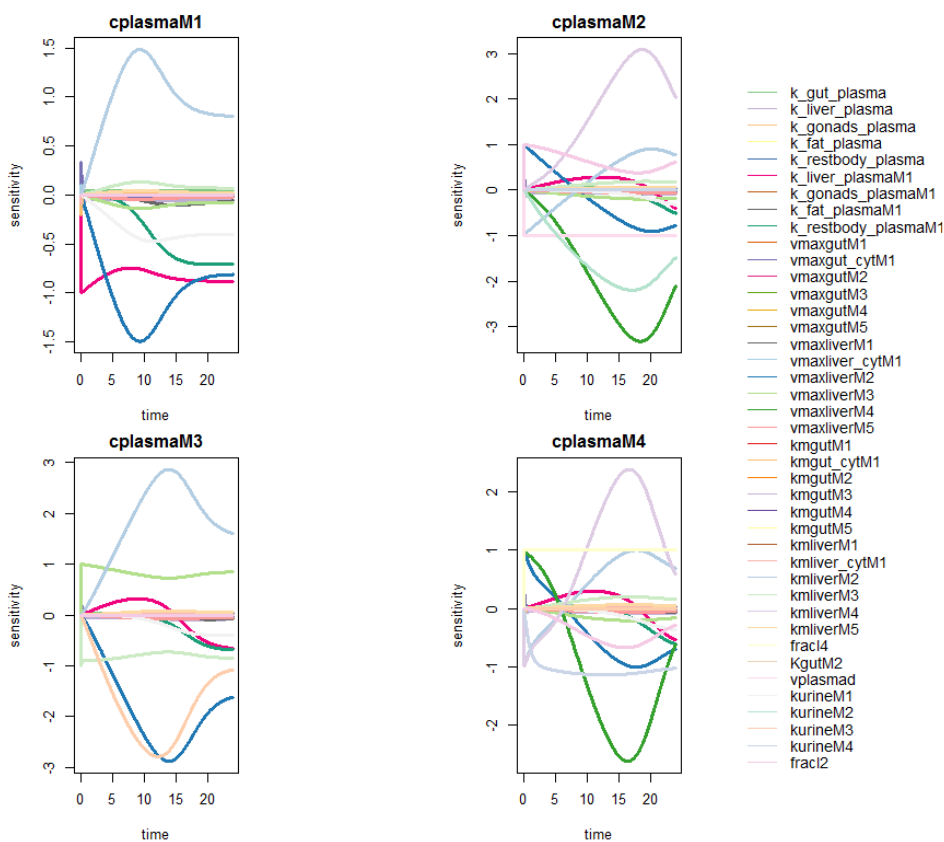 cplasmaM1
sensitivity
1.5
1.0
0.5
0.0
-0.5
-1.0
-1.5
0 5 10 15 20
time
cplasmaM2
sensitivity
3
2
1
0
-1
-2
-3
0 5 10 15 20
time
cplasmaM3
sensitivity
3
2
1
0
-1
-2
-3
0 5 10 15 20
time
cplasmaM4
sensitivity
2
1
0
-1
-2
0 5 10 15 20
time
k_gut_plasma
k_liver_plasma
k_gonads_plasma
k_fat_plasma
k_restbody_plasma
k_liver_plasmaM1
k_gonads_plasmaM1
k_fat_plasmaM1
k_restbody_plasmaM1
vmaxgutM1
vmaxgut_cytM1
vmaxgutM2
vmaxgutM3
vmaxgutM4
vmaxgutM5
vmaxliverM1
vmaxliver_cytM1
vmaxliverM2
vmaxliverM3
vmaxliverM4
vmaxliverM5
kmgutM1
kmgut_cytM1
kmgutM2
kmgutM3
kmgutM4
kmgutM5
kmliverM1
kmliver_cytM1
kmliverM2
kmliverM3
kmliverM4
kmliverM5
fracl4
KgutM2
vplasmad
kurineM1
kurineM2
kurineM3
kurineM4
fracl2